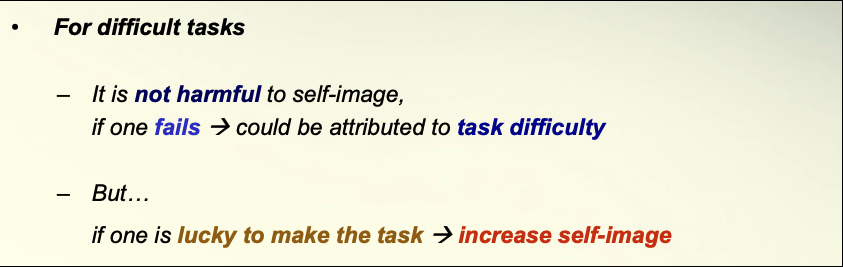 • For difficult tasks
– It is not harmful to self-image,
if one fails → could be attributed to task difficulty
– But…
if one is lucky to make the task → increase self-image